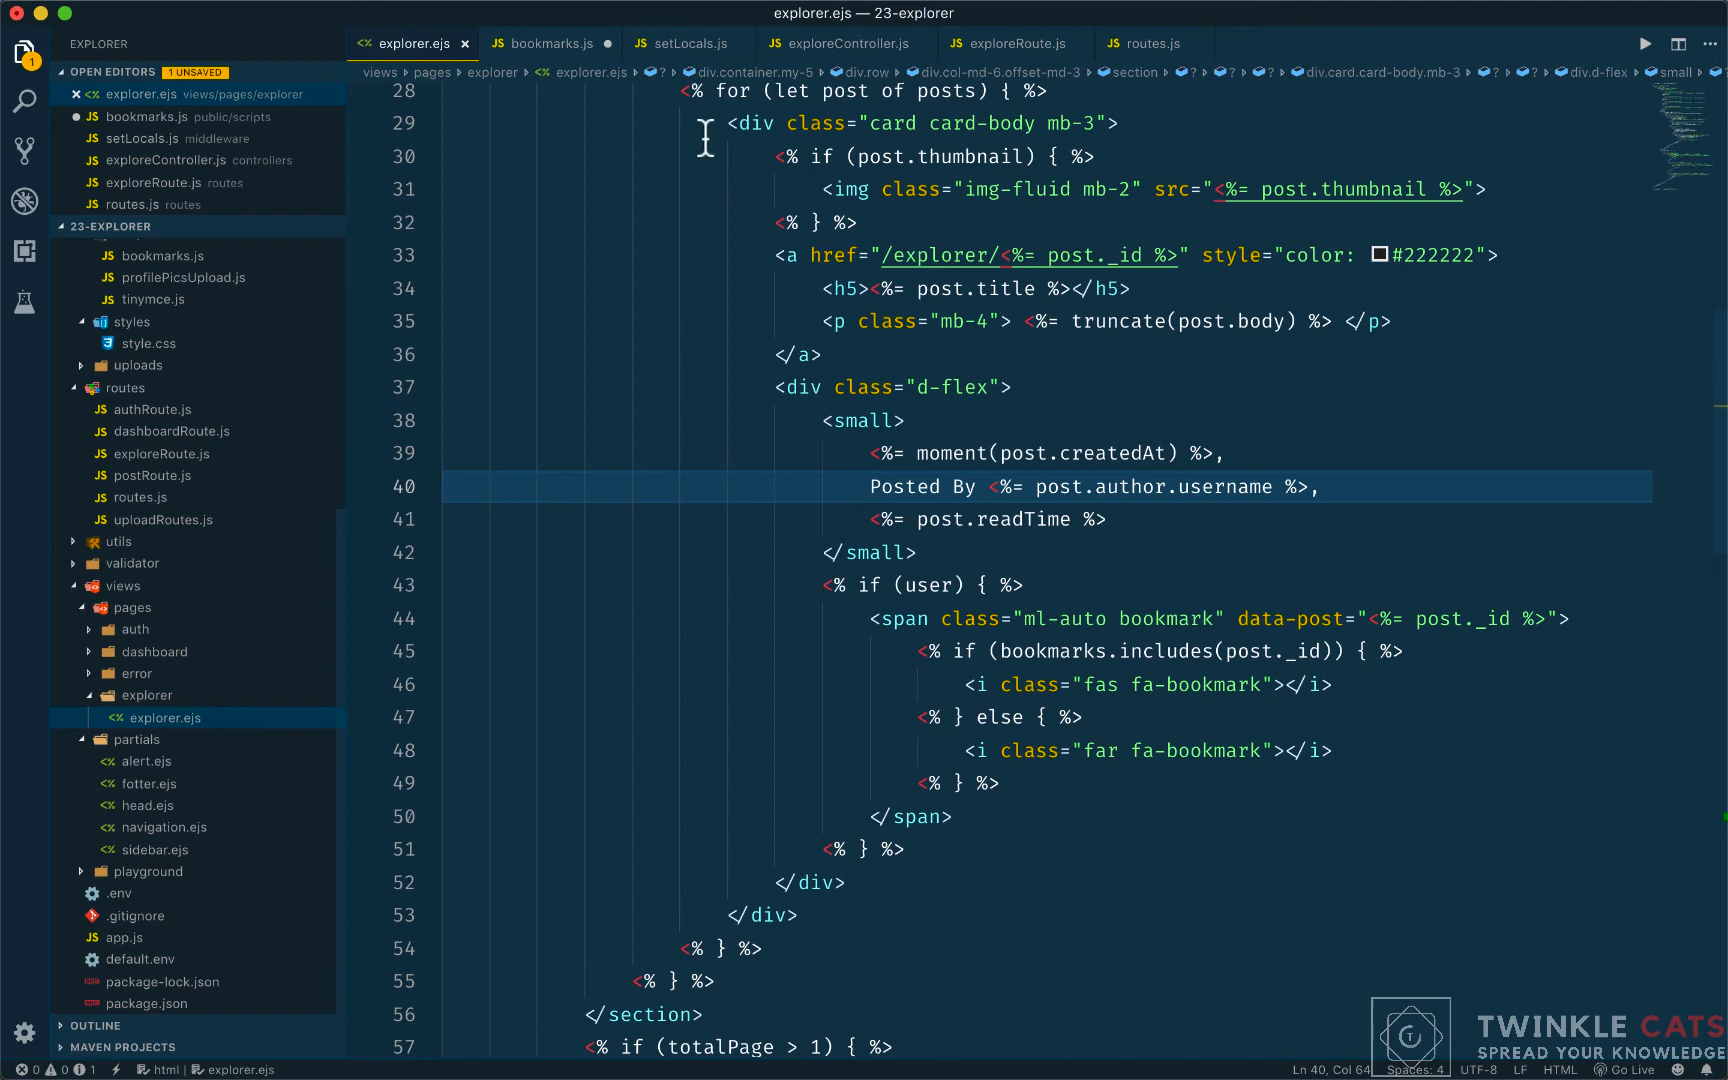 explorer.ejs — 23-explorer
EXPLORER
OPEN EDITORS 1 UNSAVED
explorer.ejs views/pages/explorer
bookmarks.js public/scripts
setLocals.js middleware
exploreController.js controllers
exploreRoute.js routes
routes.js routes
23-EXPLORER
bookmarks.js
profilePicsUpload.js
tinymce.js
styles
style.css
uploads
routes
authRoute.js
dashboardRoute.js
exploreRoute.js
postRoute.js
routes.js
uploadRoutes.js
utils
validator
views
pages
auth
dashboard
error
explorer
explorer.ejs
partials
alert.ejs
fotter.ejs
head.ejs
navigation.ejs
sidebar.ejs
playground
.env
.gitignore
app.js
default.env
package-lock.json
package.json
OUTLINE
MAVEN PROJECTS
explorer.ejs bookmarks.js setLocals.js exploreController.js exploreRoute.js routes.js
views pages explorer explorer.ejs ? div.container.my-5 div.row div.col-md-6.offset-md-3 section ? ? ? div.card.card-body.mb-3 ? ? div.d-flex small ?
28 <% for (let post of posts) { %>
29 <div class="card card-body mb-3">
30 <% if (post.thumbnail) { %>
31 <img class="img-fluid mb-2" src="<%= post.thumbnail %>">
32 <% } %>
33 <a href="/explorer/<%= post._id %>" style="color: #222222">
34 <h5><%= post.title %></h5>
35 <p class="mb-4"> <%= truncate(post.body) %> </p>
36 </a>
37 <div class="d-flex">
38 <small>
39 <%= moment(post.createdAt) %>,
40 Posted By <%= post.author.username %>,
41 <%= post.readTime %>
42 </small>
43 <% if (user) { %>
44 <span class="ml-auto bookmark" data-post="<%= post._id %>">
45 <% if (bookmarks.includes(post._id)) { %>
46 <i class="fas fa-bookmark"></i>
47 <% } else { %>
48 <i class="far fa-bookmark"></i>
49 <% } %>
50 </span>
51 <% } %>
52 </div>
53 </div>
54 <% } %>
55 <% } %>
56 </section>
57 <% if (totalPage > 1) { %>
TWINKLE CATS
SPREAD YOUR KNOWLEDGE
0 0 1 html explorer.ejs Ln 40, Col 64 Spaces: 4 UTF-8 LF HTML Go Live